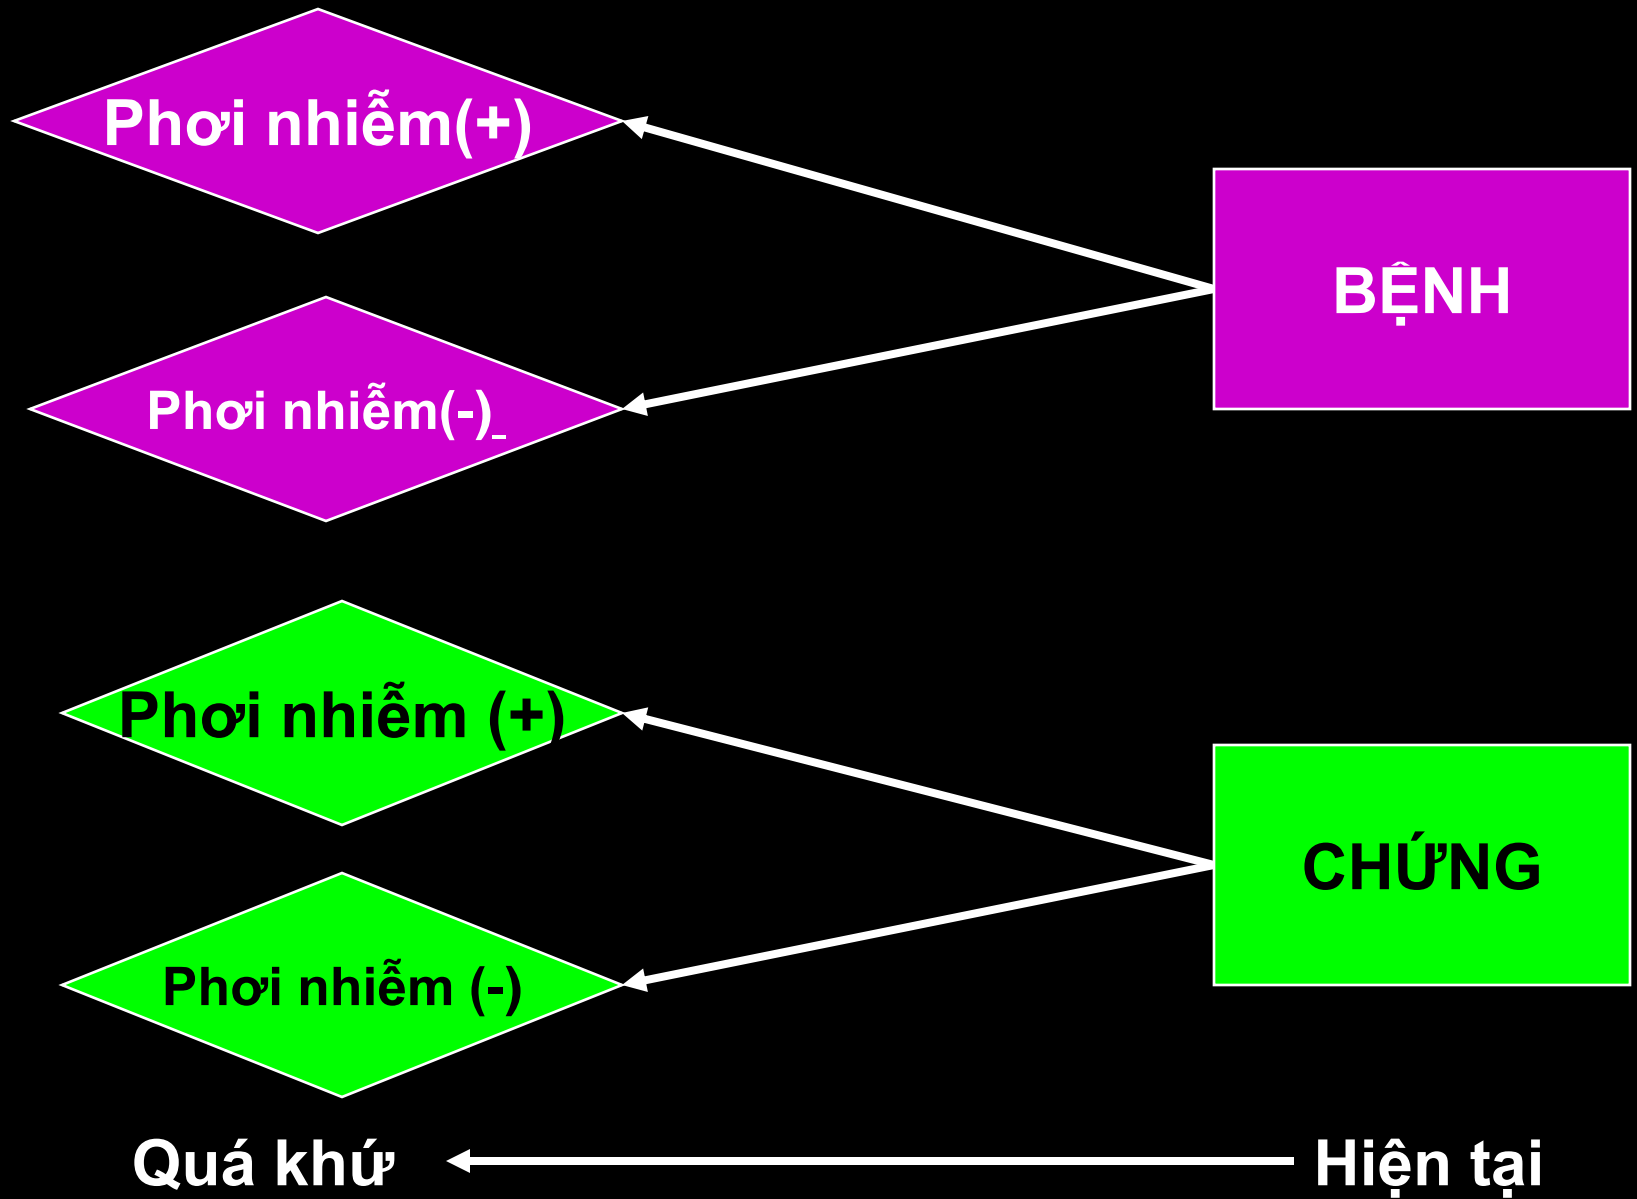 Phơi nhiễm(+)
BỆNH
Phơi nhiễm(-)
Phơi nhiễm (+)
CHỨNG
Phơi nhiễm (-)
Quá khứ
Hiện tại